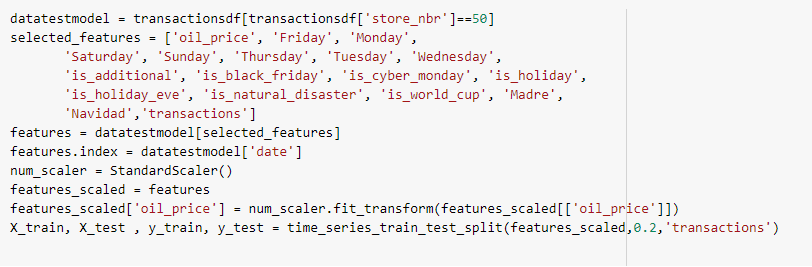 datatestmodel = transactionsdf[transactionsdf['store_nbr']==50]
selected_features = ['oil_price', 'Friday', 'Monday',
'Saturday', 'Sunday', 'Thursday', 'Tuesday', 'Wednesday',
'is_additional', 'is_black_friday', 'is_cyber_monday', 'is_holiday',
'is_holiday_eve', 'is_natural_disaster', 'is_world_cup', 'Madre',
'Navidad','transactions']
features = datatestmodel[selected_features]
features.index = datatestmodel['date']
num_scaler = StandardScaler()
features_scaled = features
features_scaled['oil_price'] = num_scaler.fit_transform(features_scaled[['oil_price']])
X_train, X_test , y_train, y_test = time_series_train_test_split(features_scaled,0.2,'transactions')